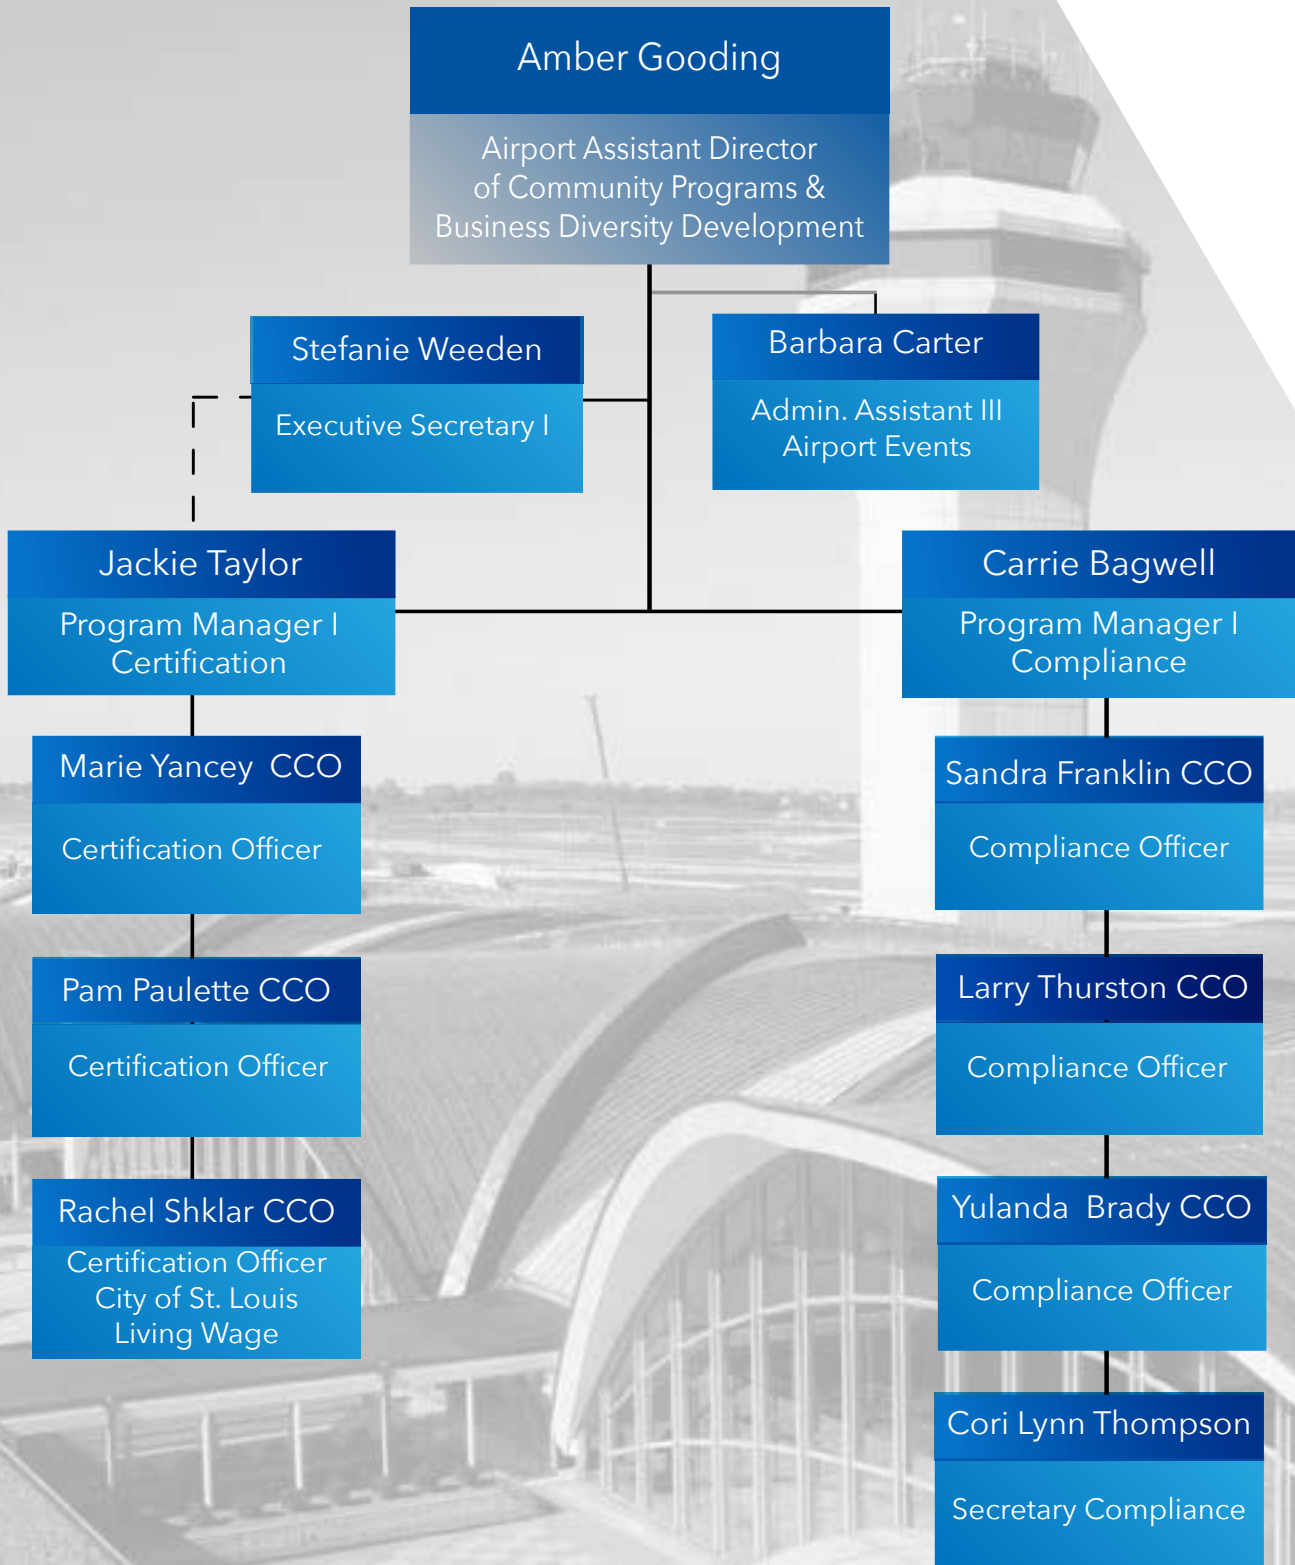 Amber Gooding
Airport Assistant Director
of Community Programs &
Business Diversity Development
Stefanie Weeden
Executive Secretary I
Barbara Carter
Admin. Assistant III
Airport Events
Jackie Taylor
Program Manager I
Certification
Carrie Bagwell
Program Manager I
Compliance
Marie Yancey  CCO
Certification Officer
Pam Paulette CCO
Certification Officer
Rachel Shklar CCO
Certification Officer
City of St. Louis
Living Wage
Sandra Franklin CCO
Compliance Officer
Larry Thurston CCO
Compliance Officer
Yulanda  Brady CCO
Compliance Officer
Cori Lynn Thompson
Secretary Compliance